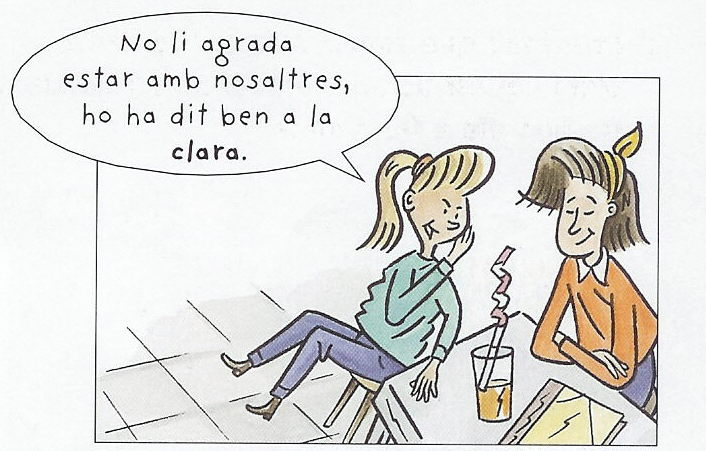 No li agrada
estar amb nosaltres,
ho ha dit ben a la
clara.